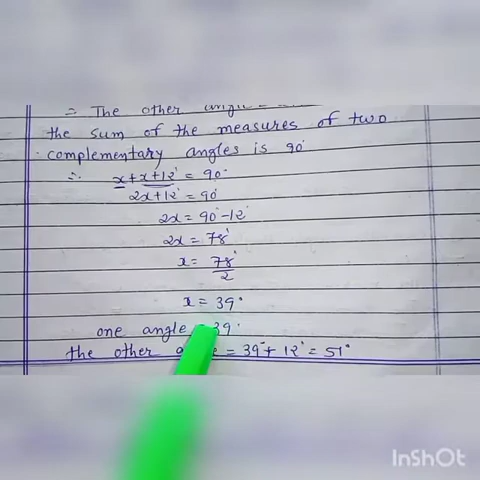 ∴ The other angle =
the sum of the measures of two
complementary angles is 90°
∴ x + x + 12° = 90°
2x + 12° = 90°
2x = 90° - 12°
2x = 78°
x = 78°
2
x = 39°
one angle = 39°
the other = 39° + 12° = 51°
InShOt